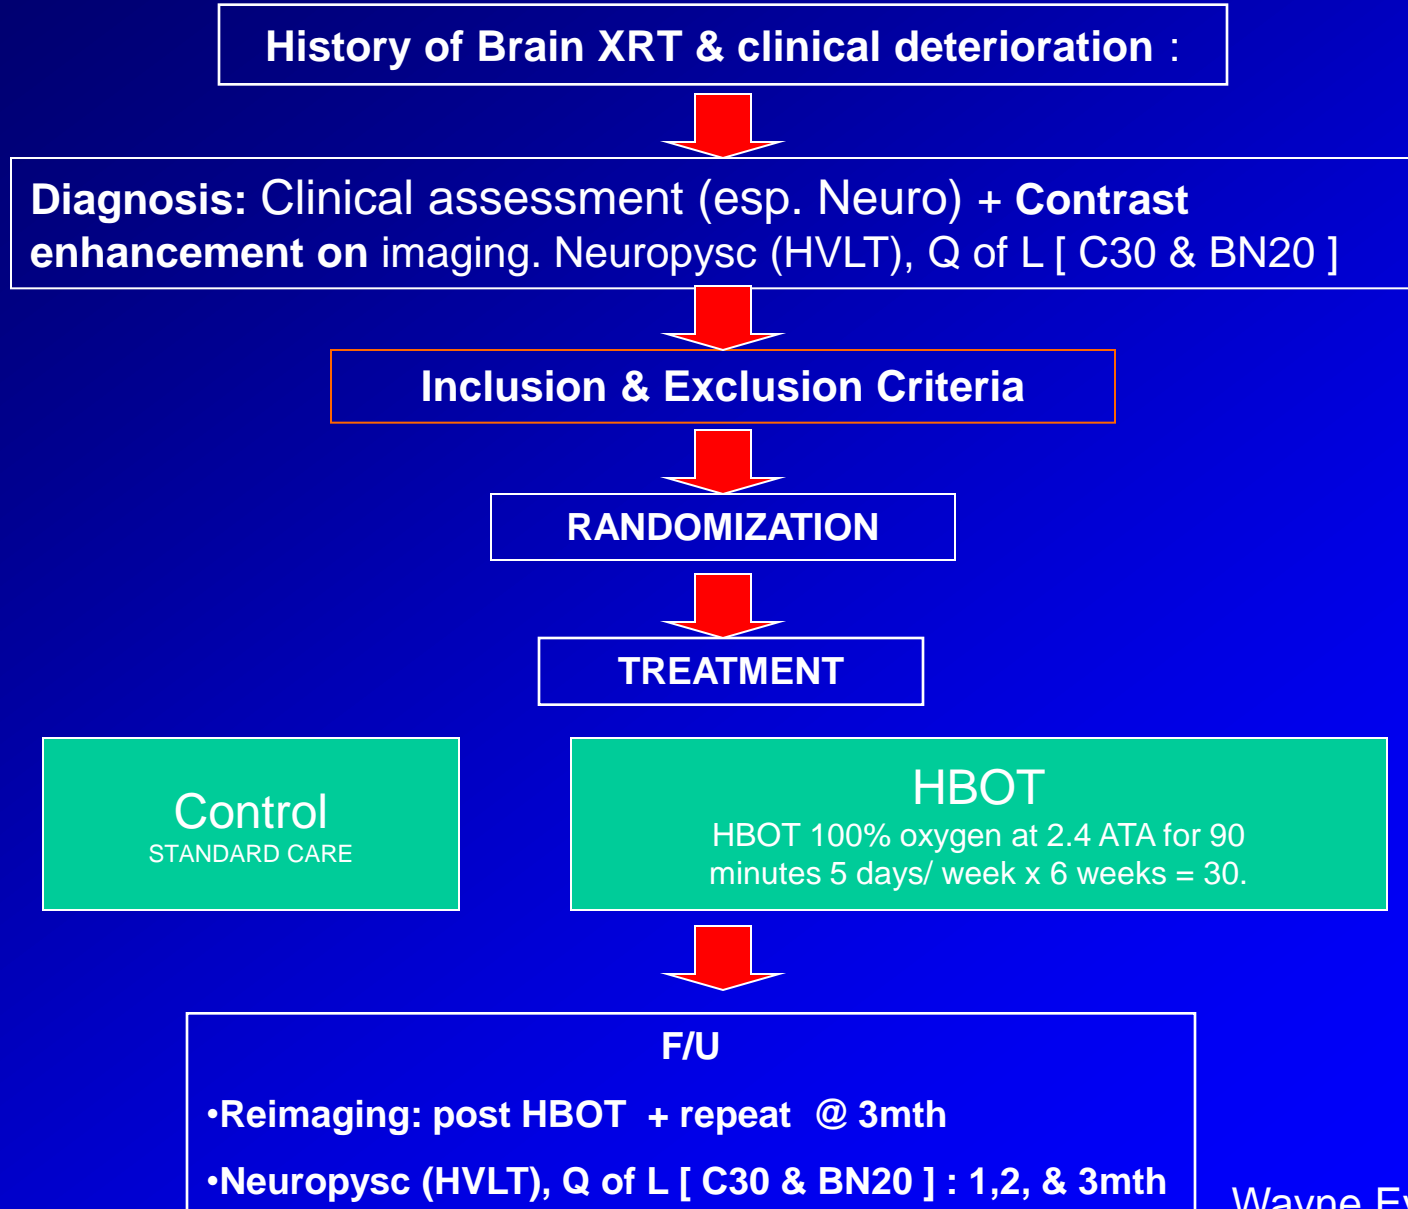 History of Brain XRT & clinical deterioration :
Diagnosis: Clinical assessment (esp. Neuro) + Contrast
enhancement on imaging. Neuropysc (HVLT), Q of L [ C30 & BN20 ]
Inclusion & Exclusion Criteria
RANDOMIZATION
TREATMENT
Control
STANDARD CARE
HBOT
HBOT 100% oxygen at 2.4 ATA for 90
minutes 5 days/ week x 6 weeks = 30.
F/U
•Reimaging: post HBOT + repeat @ 3mth
•Neuropysc (HVLT), Q of L [ C30 & BN20 ] : 1,2, & 3mth
Wayne